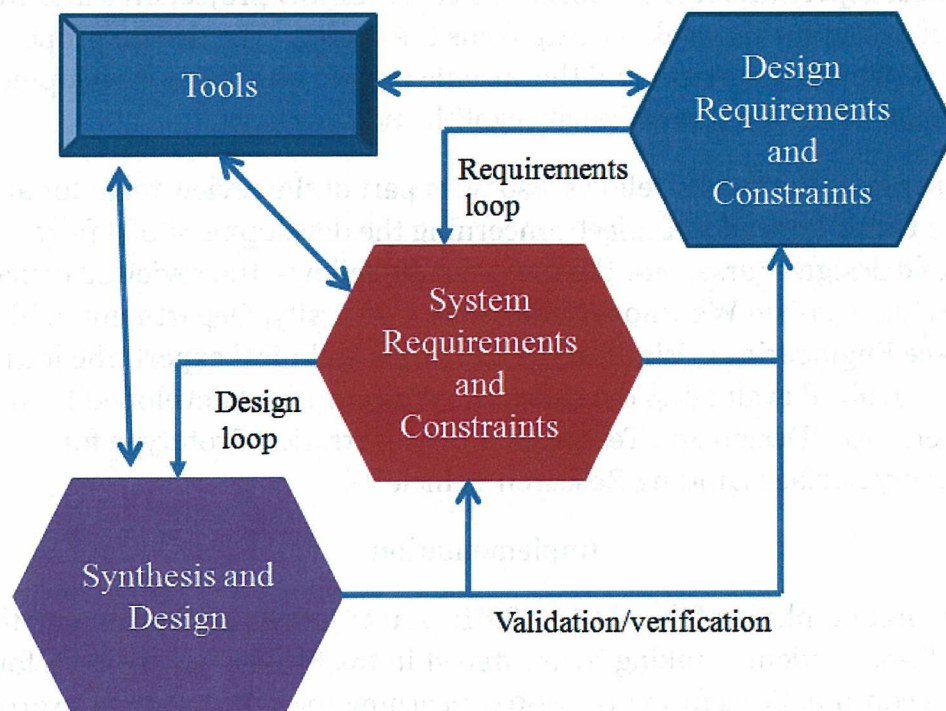 Tools
Design
Requirements
and
Constraints
Requirements
loop
System
Requirements
and
Constraints
Design
loop
Synthesis and
Design
Validation/verification